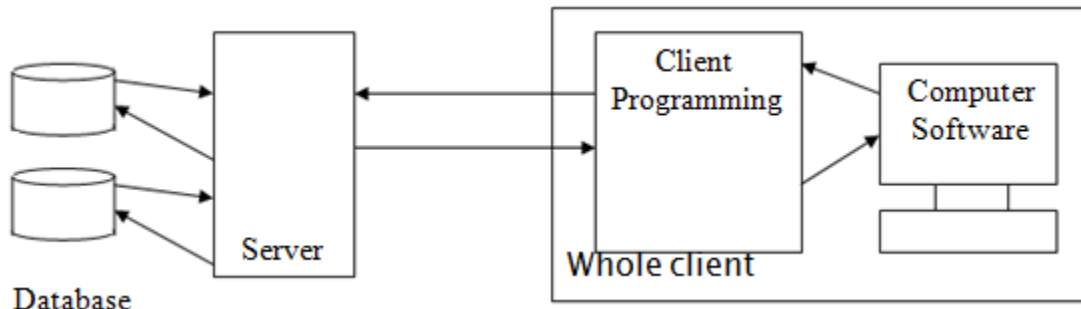 Database
Server
Client
Programming
Whole client
Computer
Software